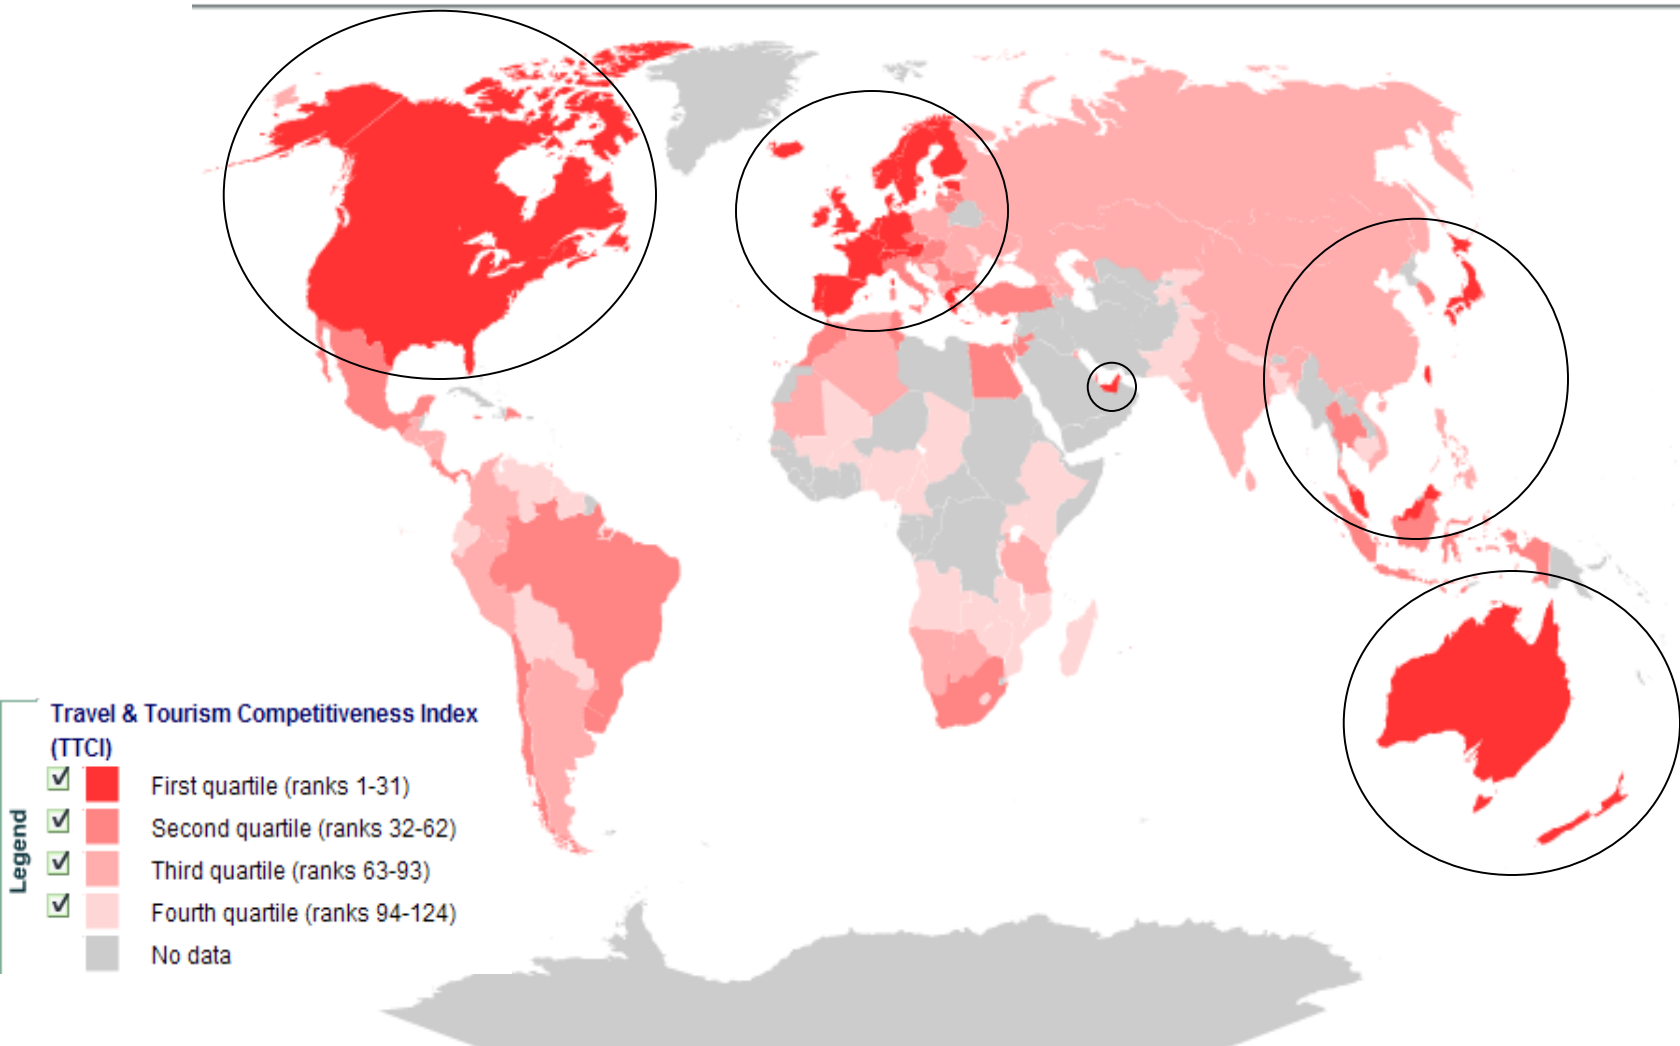 Travel & Tourism Competitiveness Index
(TTCI)
First quartile (ranks 1-31)
Second quartile (ranks 32-62)
Third quartile (ranks 63-93)
Fourth quartile (ranks 94-124)
No data
Legend